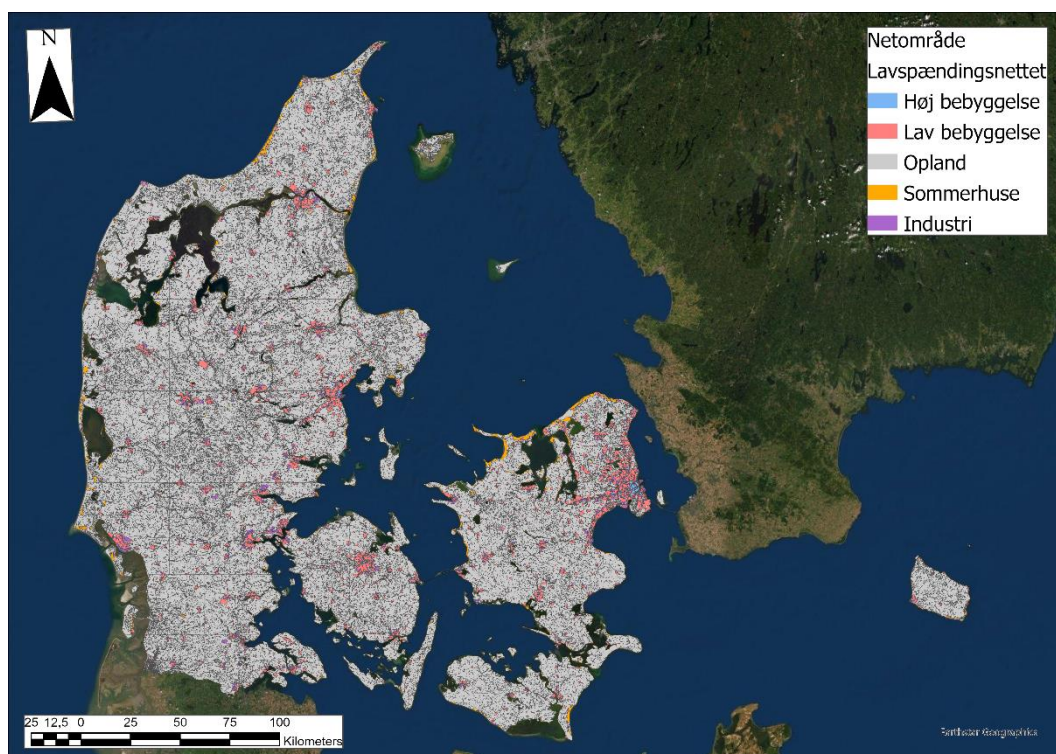 N
Netområde
Lavspændingsnettet
Høj bebyggelse
Lav bebyggelse
Opland
Sommerhuse
Industri
25 12,5 0 25 50 75 100
Kilometers
Earthstar Geographics